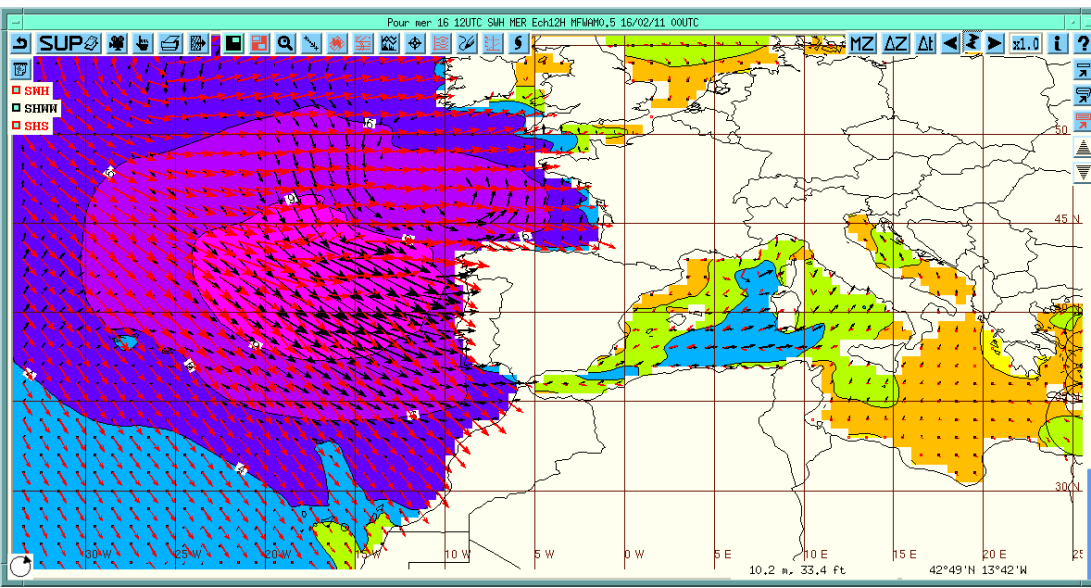 Pour mer 16 12UTC SWH MER Ech12H MFWAM0.5 16/02/11 00UTC
SUP MZ ΔZ Δt x1.0 i ?
SWH
SHWW
SHS
50
45 N
30 N
30 W 20 W 15 W 10 W 5 W 0 W 5 E 10 E 15 E 20 E 25
10.2 m, 33.4 ft 42°49'N 13°42'W